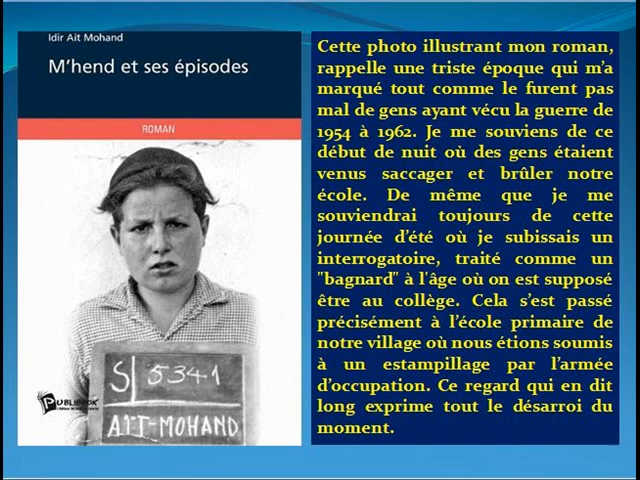 Idir Ait Mohand
M'hend et ses épisodes
ROMAN
S 5341
AIT-MOHAND
PUBLIBOOK
Cette photo illustrant mon roman,
rappelle une triste époque qui m'a
marqué tout comme le furent pas
mal de gens ayant vécu la guerre de
1954 à 1962. Je me souviens de ce
début de nuit où des gens étaient
venus saccager et brûler notre
école. De même que je me
souviendrai toujours de cette
journée d'été où je subissais un
interrogatoire, traité comme un
"bagnard" à l'âge où on est supposé
être au collège. Cela s'est passé
précisément à l'école primaire de
notre village où nous étions soumis
à un estampillage par l'armée
d'occupation. Ce regard qui en dit
long exprime tout le désarroi du
moment.